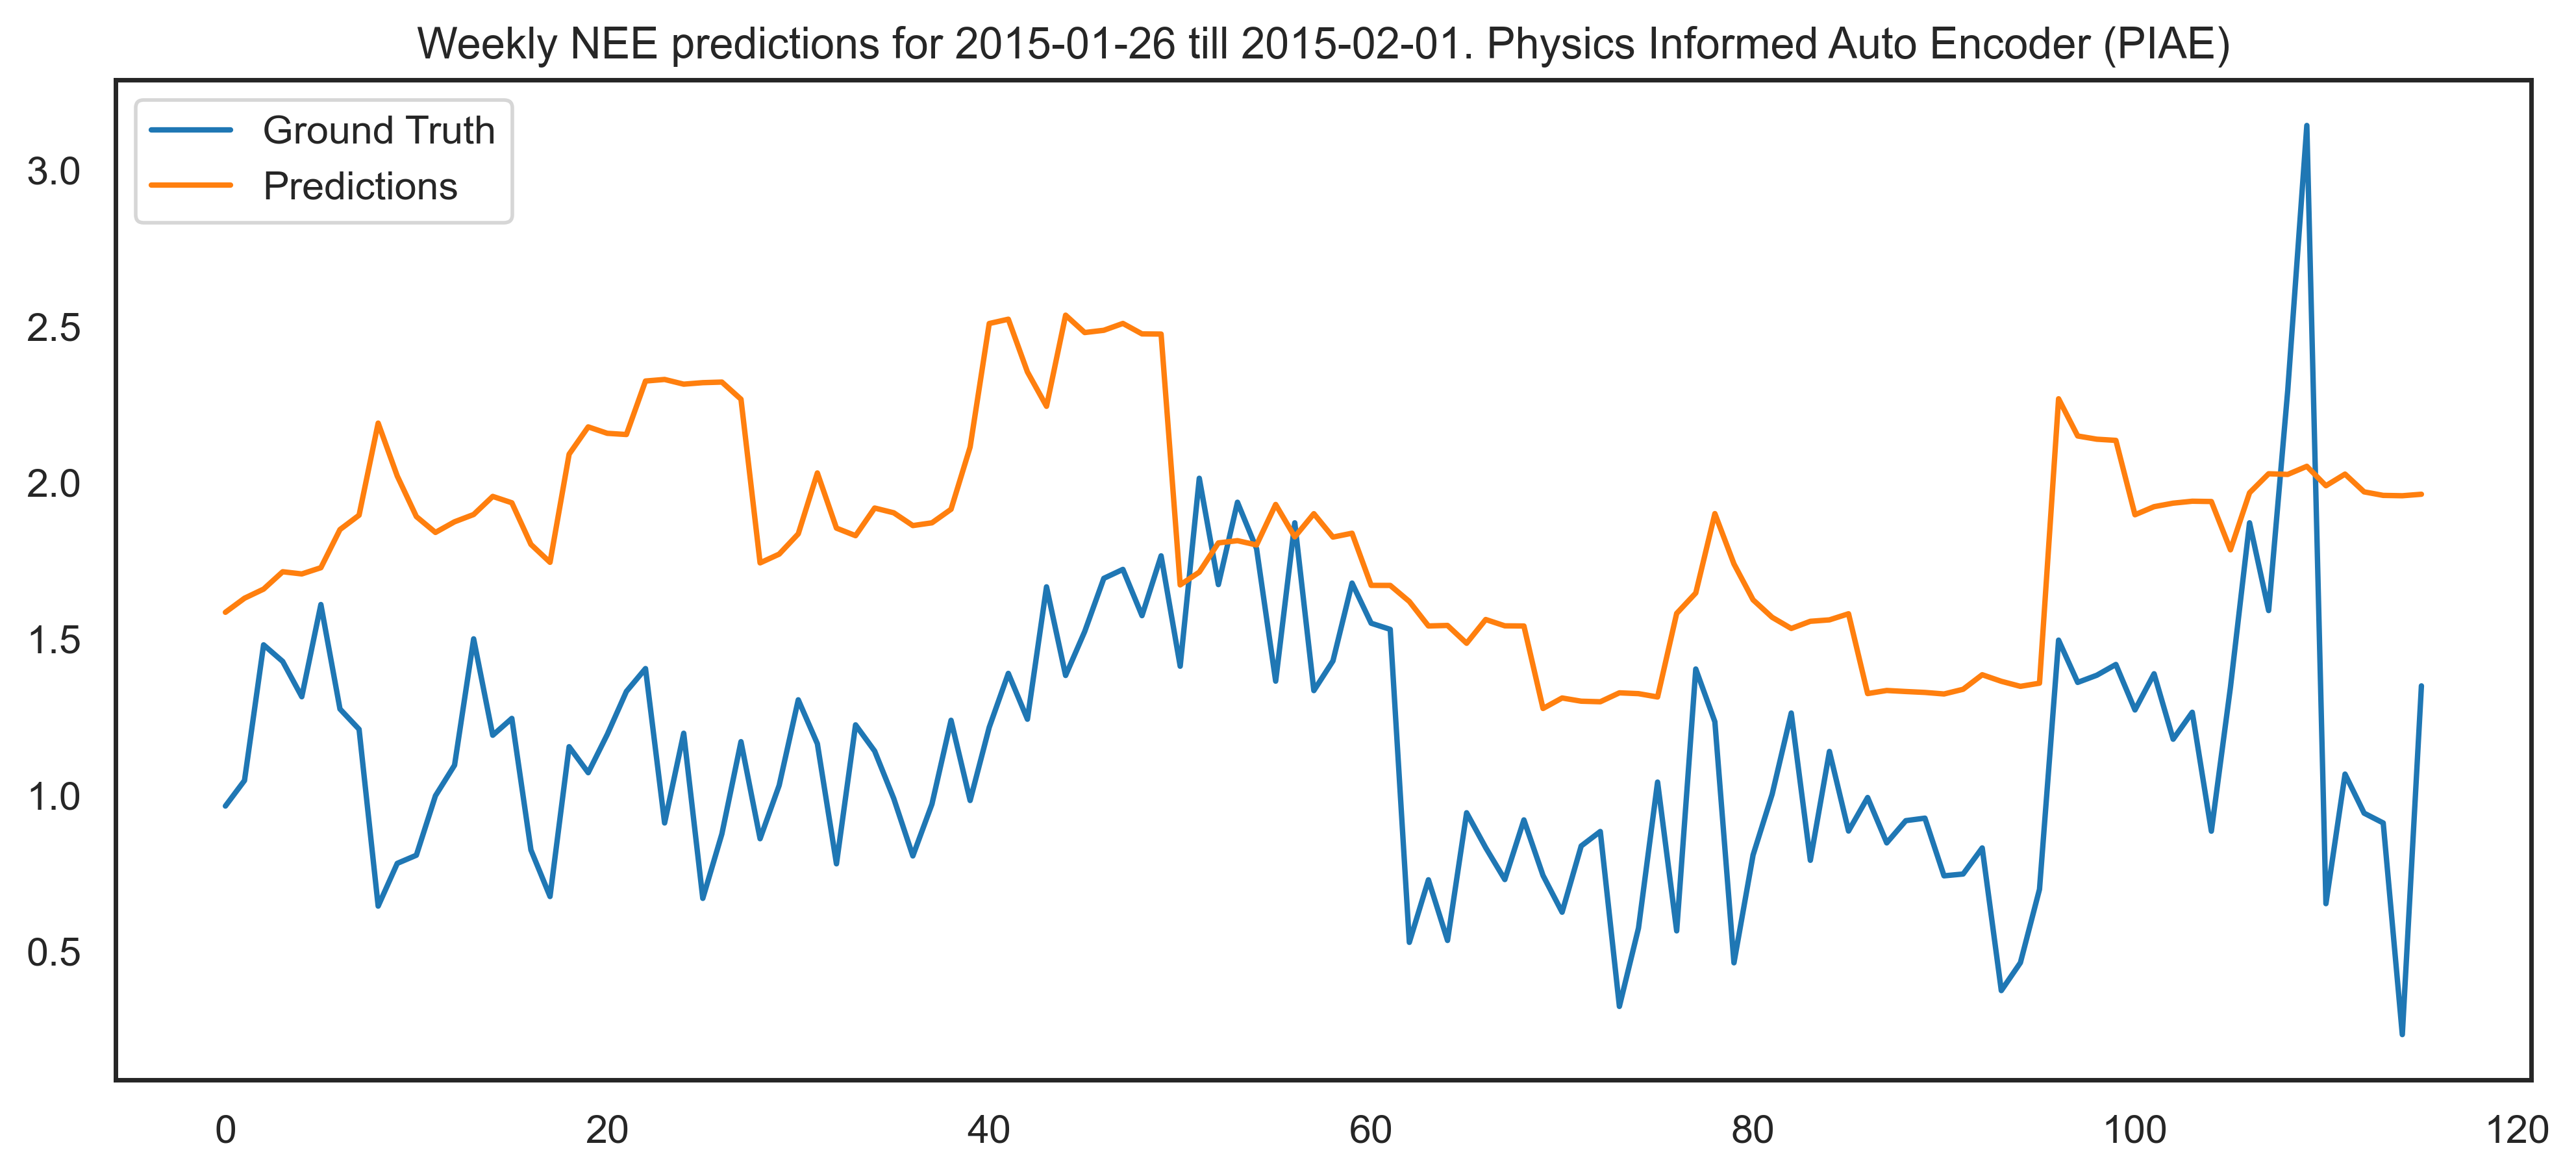 Weekly NEE predictions for 2015-01-26 till 2015-02-01. Physics Informed Auto Encoder (PIAE)
Ground Truth
Predictions
3.0
2.5
2.0
1.5
1.0
0.5
0 20 40 60 80 100 120